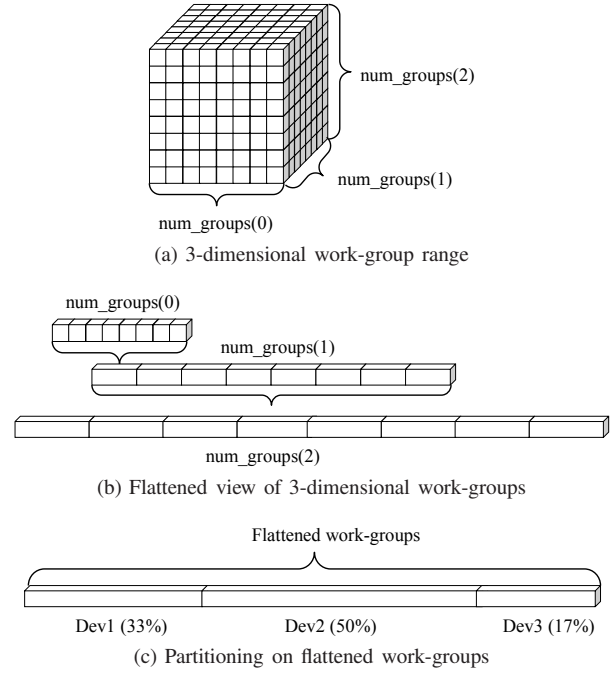 num_groups(2)
num_groups(1)
num_groups(0)
(a) 3-dimensional work-group range
num_groups(0)
num_groups(1)
num_groups(2)
(b) Flattened view of 3-dimensional work-groups
Flattened work-groups
Dev1 (33%) Dev2 (50%) Dev3 (17%)
(c) Partitioning on flattened work-groups